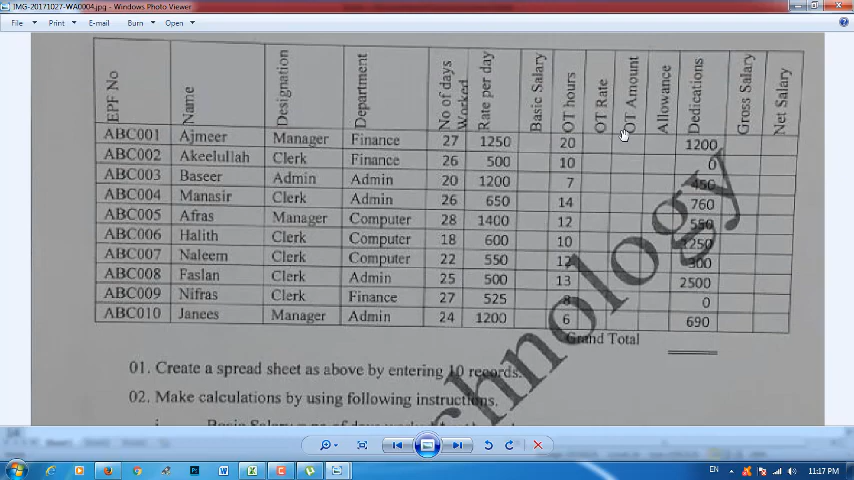 IMG-20171027-WA0004.jpg - Windows Photo Viewer
File Print E-mail Burn Open
EPF No Name Designation Department No of days Worked Rate per day Basic Salary OT hours OT Rate OT Amount Allowance Dedications Gross Salary Net Salary
ABC001 Ajmeer Manager Finance 27 1250 20 1200
ABC002 Akeelullah Clerk Finance 26 500 10 0
ABC003 Baseer Admin Admin 20 1200 7 450
ABC004 Manasir Clerk Admin 26 650 14 760
ABC005 Afras Manager Computer 28 1400 12 550
ABC006 Halith Clerk Computer 18 600 10 1250
ABC007 Naleem Clerk Computer 22 550 12 300
ABC008 Faslan Clerk Admin 25 500 13 2500
ABC009 Nifras Clerk Finance 27 525 8 0
ABC010 Janees Manager Admin 24 1200 6 690
Grand Total
01. Create a spread sheet as above by entering 10 records.
02. Make calculations by using following instructions.
chnology
EN 11:17 PM